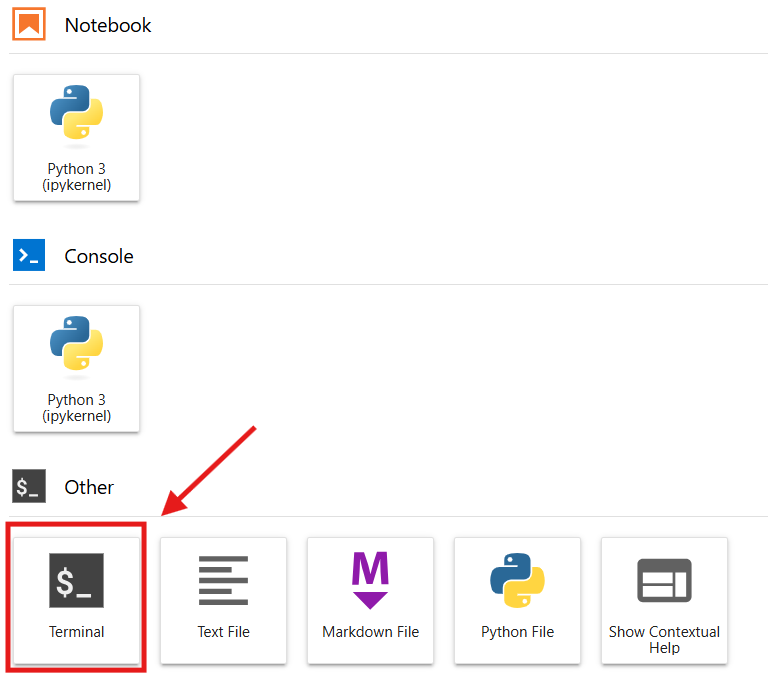 Notebook
Python 3
(ipykernel)
>_
Console
Python 3
(ipykernel)
$_
Other
$_
Terminal
Text File
M
Markdown File
Python File
Show Contextual
Help